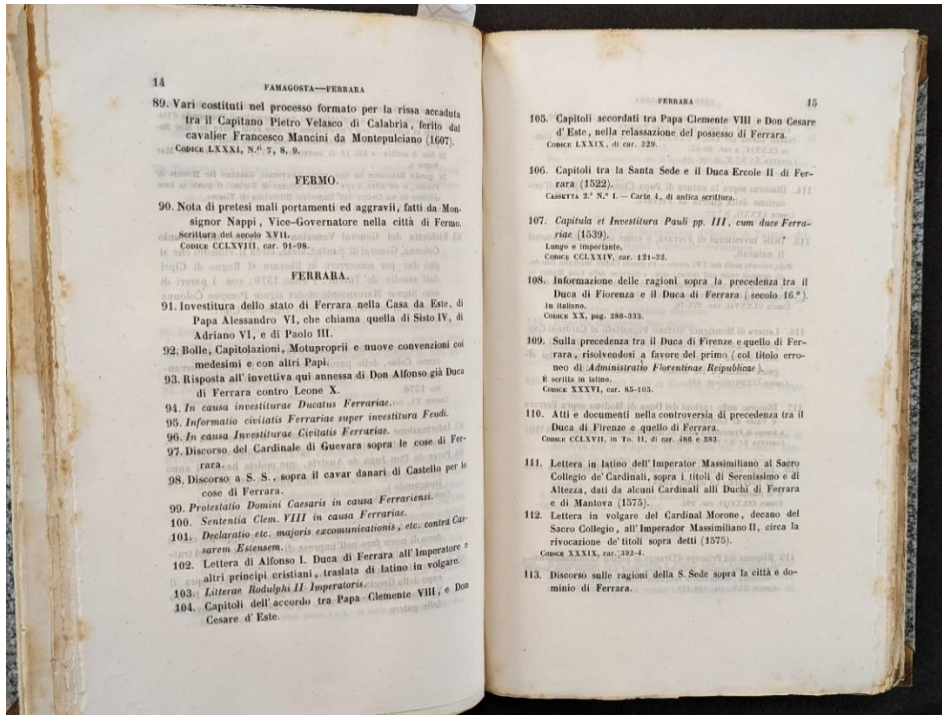 14
FAMAGOSTA—FERRARA
89. Vari costituti nel processo formato per la rissa accaduta
tra il Capitano Pietro Velasco di Calabria, ferito dal
cavalier Francesco Mancini da Montepulciano (1607).
CODICE LXXXI, N.i 7, 8, 9.
FERMO.
90. Nota di pretesi mali portamenti ed aggravii, fatti da Mon-
signor Nappi, Vice-Governatore nella città di Fermo.
Scrittura del secolo XVII.
CODICE CCLXVIII, car. 91-98.
FERRARA.
91. Investitura dello stato di Ferrara nella Casa da Este, di
Papa Alessandro VI, che chiama quella di Sisto IV, di
Adriano VI, e di Paolo III.
92. Bolle, Capitolazioni, Motuproprii e nuove convenzioni coi
medesimi e con altri Papi.
93. Risposta all' invettiva qui annessa di Don Alfonso già Duca
di Ferrara contro Leone X.
94. In causa investiturae Ducatus Ferrariae.
95. Informatio civitatis Ferrariae super investitura Feudi.
96. In causa Investiturae Civitatis Ferrariae.
97. Discorso del Cardinale di Guevara sopra le cose di Fer-
rara.
98. Discorso a S. S., sopra il cavar danari di Castello per le
cose di Ferrara.
99. Protestatio Domini Caesaris in causa Ferrariensi.
100. Sententia Clem. VIII in causa Ferrariae.
101. Declaratio etc. majoris excomunicationis, etc. contra Cae-
sarem Estensem.
102. Lettera di Alfonso I. Duca di Ferrara all' Imperatore e
altri principi cristiani, traslata di latino in volgare.
103. Litterae Rodulphi II Imperatoris.
104. Capitoli dell' accordo tra Papa Clemente VIII, e Don
Cesare d' Este.
FERRARA
15
105. Capitoli accordati tra Papa Clemente VIII e Don Cesare
d' Este, nella relassazione del possesso di Ferrara.
CODICE LXXIX, di car. 329.
106. Capitoli tra la Santa Sede e il Duca Ercole II di Fer-
rara (1522).
CASSETTA 2.a N.o I. — Carte 4, di antica scrittura.
107. Capitula et Investitura Pauli pp. III, cum duce Ferra-
riae (1539).
Lungo e importante.
CODICE CCLXXIV, car. 121-32.
108. Informazione delle ragioni sopra la precedenza tra il
Duca di Fiorenza e il Duca di Ferrara (secolo 16.o)
In italiano.
CODICE XX, pag. 286-333.
109. Sulla precedenza tra il Duca di Firenze e quello di Fer-
rara, risolvendosi a favore del primo (col titolo erro-
neo di Administratio Florentinae Reipublicae).
È scritta in latino.
CODICE XXXVI, car. 85-105.
110. Atti e documenti nella controversia di precedenza tra il
Duca di Firenze e quello di Ferrara.
CODICE CCLXVII, in To. II, di car. 486 e 583.
111. Lettera in latino dell' Imperator Massimiliano al Sacro
Collegio de' Cardinali, sopra i titoli di Serenissimo e di
Altezza, dati da alcuni Cardinali alli Duchi di Ferrara
e di Mantova (1575).
112. Lettera in volgare del Cardinal Morone, decano del
Sacro Collegio, all' Imperator Massimiliano II, circa la
rivocazione de' titoli sopra detti (1575).
CODICE XXXIX, car. 392-4.
113. Discorso sulle ragioni della S. Sede sopra la città e do-
minio di Ferrara.